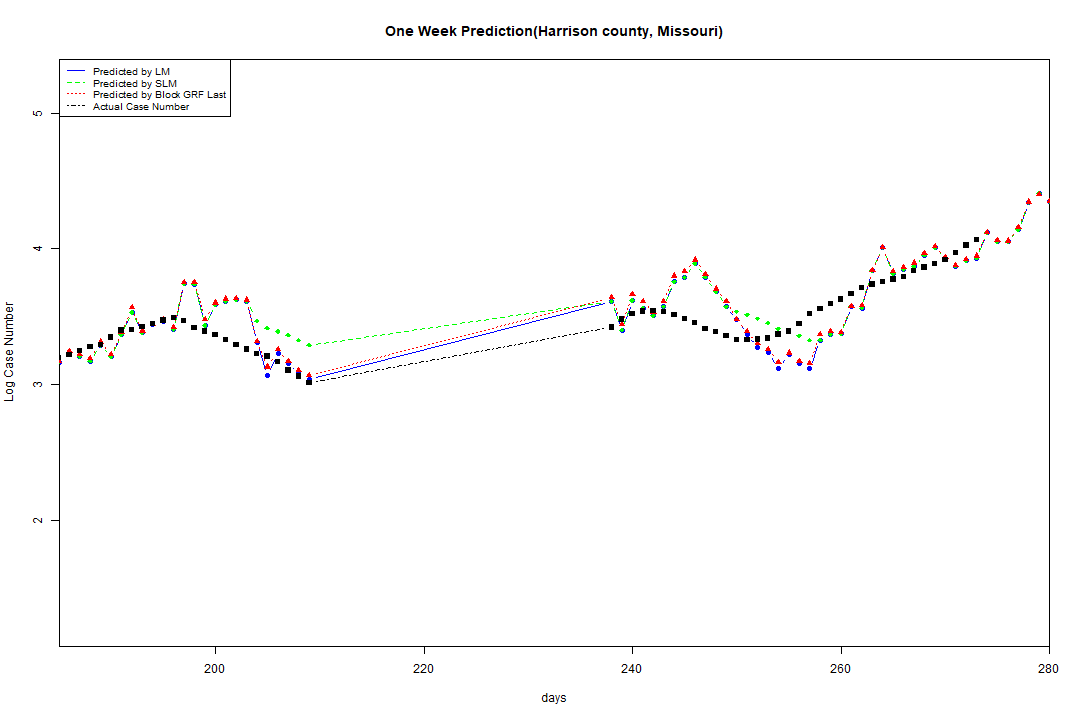 One Week Prediction(Harrison county, Missouri)
Predicted by LM
Predicted by SLM
Predicted by Block GRF Last
Actual Case Number
5
4
3
2
Log Case Number
200
220
240
260
280
days